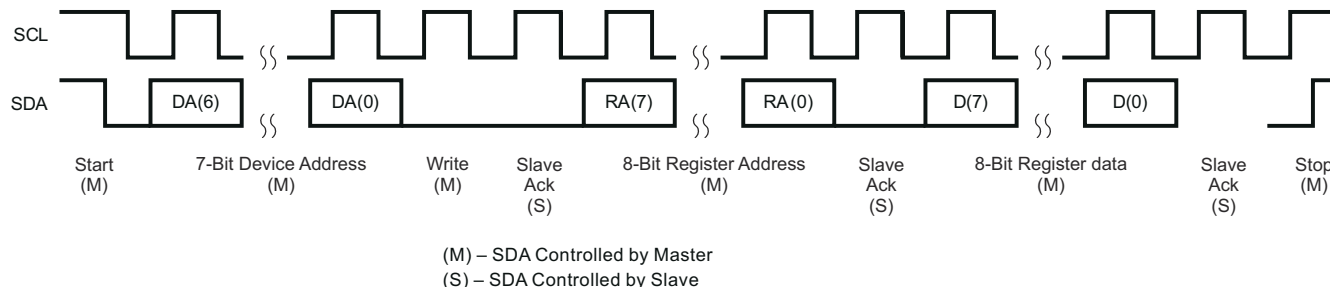 SCL
SDA
DA(6)
DA(0)
RA(7)
RA(0)
D(7)
D(0)
Start
(M)
7-Bit Device Address
(M)
Write
(M)
Slave
Ack
(S)
8-Bit Register Address
(M)
Slave
Ack
(S)
8-Bit Register data
(M)
Slave
Ack
(S)
Stop
(M)
(M) – SDA Controlled by Master
(S) – SDA Controlled by Slave